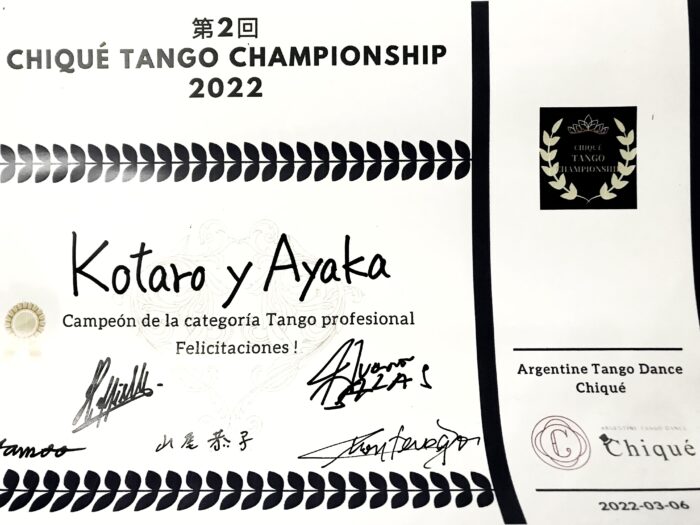 第2回
CHIQUÉ TANGO CHAMPIONSHIP
2022
CHIQUÉ
TANGO
CHAMPIONSHIP
Kotaro y Ayaka
Campeón de la categoría Tango profesional
Felicitaciones !
山尾恭子
Argentine Tango Dance
Chiqué
ARGENTINE TANGO DANCE
Chiqué
2022-03-06